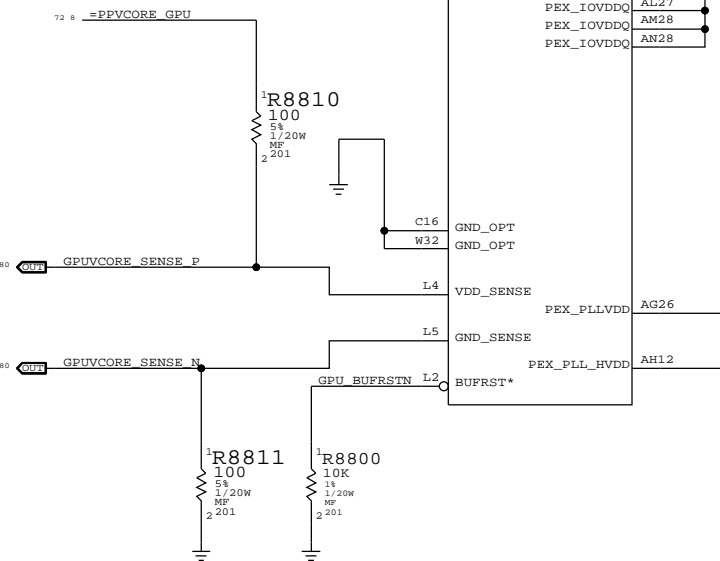 PEX_IOVDDQ AL27
72 8 =PPVCORE_GPU
PEX_IOVDDQ AM28
PEX_IOVDDQ AN28
1 R8810
100
5%
1/20W
MF
2 201
C16 GND_OPT
W32 GND_OPT
80 OUT GPUVCORE_SENSE_P
L4 VDD_SENSE
PEX_PLLVDD AG26
L5 GND_SENSE
80 OUT GPUVCORE_SENSE_N
PEX_PLL_HVDD AH12
GPU_BUFRSTN L2 BUFRST*
1 R8811
100
5%
1/20W
MF
2 201
1 R8800
10K
1%
1/20W
MF
2 201